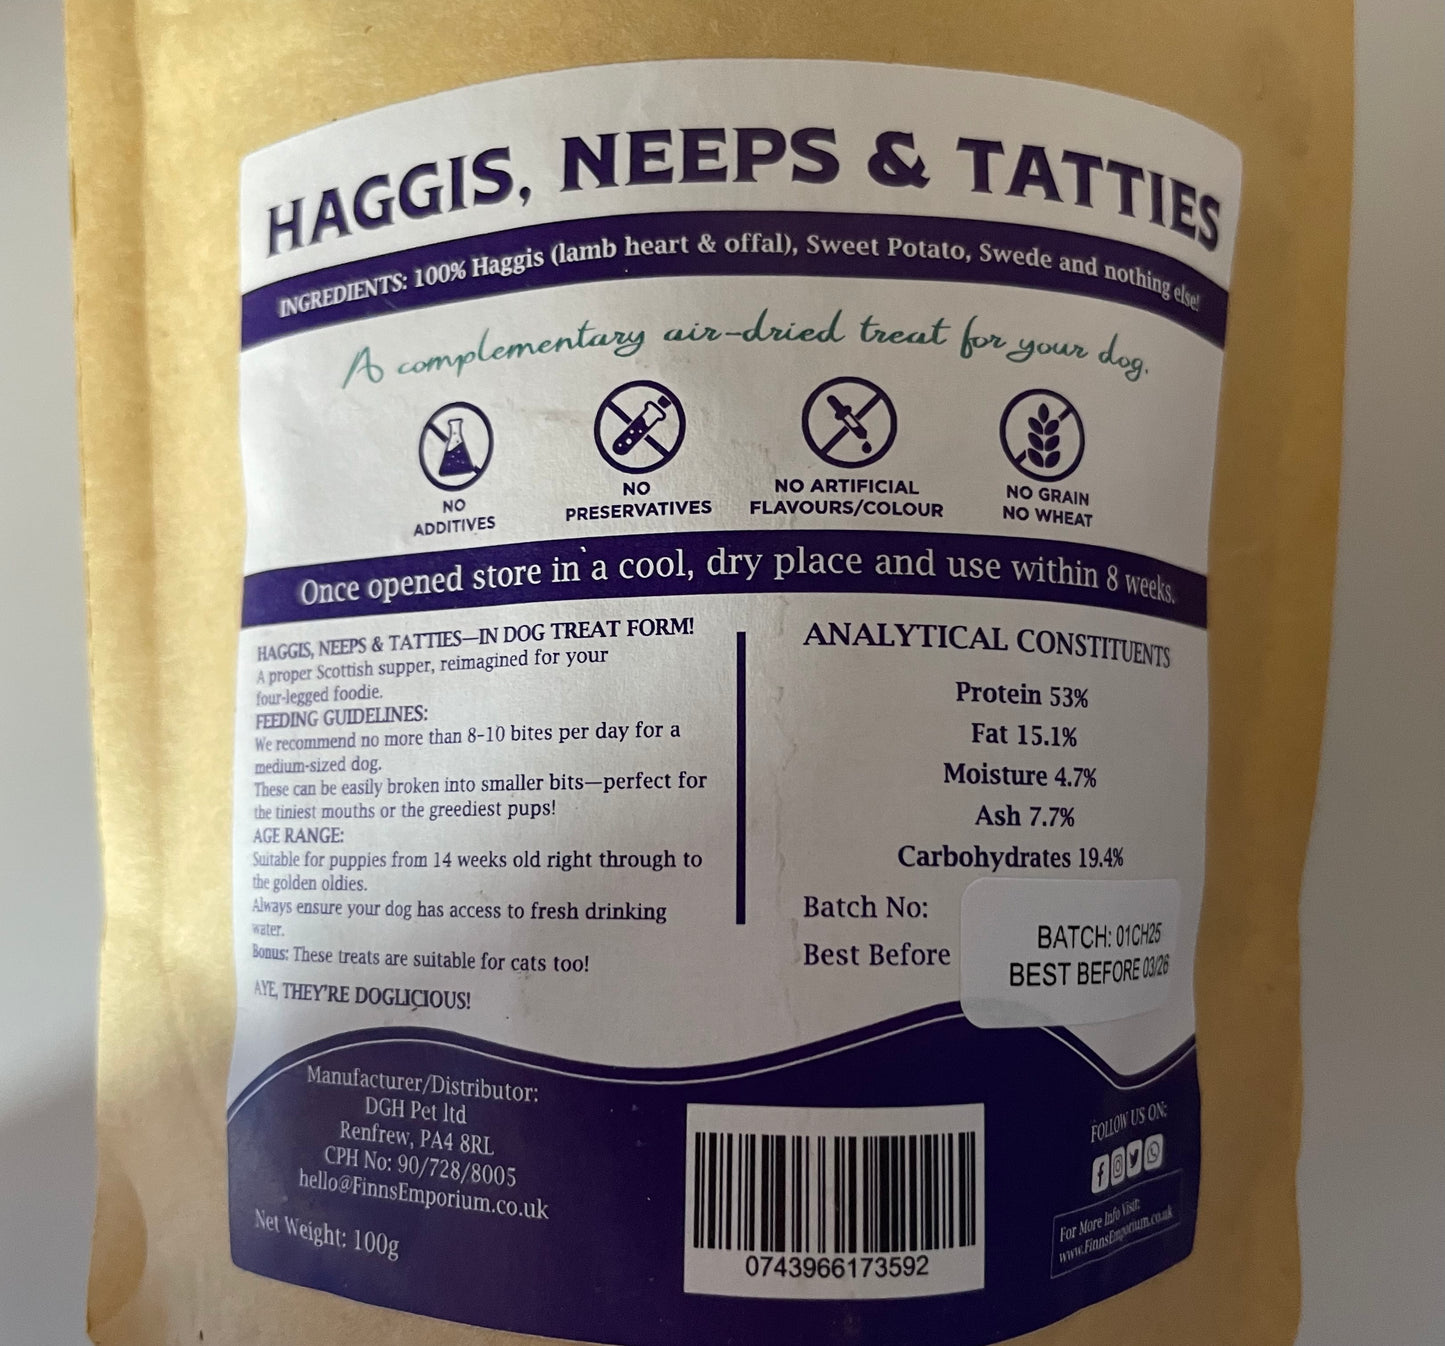 HAGGIS, NEEPS & TATTIES
INGREDIENTS: 100% Haggis (lamb heart & offal), Sweet Potato, Swede and nothing else!
A complementary air-dried treat for your dog.
NO
ADDITIVES
NO
PRESERVATIVES
NO ARTIFICIAL
FLAVOURS/COLOUR
NO GRAIN
NO WHEAT
Once opened store in a cool, dry place and use within 8 weeks.
HAGGIS, NEEPS & TATTIES—IN DOG TREAT FORM!
A proper Scottish supper, reimagined for your
four-legged foodie.
FEEDING GUIDELINES:
We recommend no more than 8-10 bites per day for a
medium-sized dog.
These can be easily broken into smaller bits—perfect for
the tiniest mouths or the greediest pups!
AGE RANGE:
Suitable for puppies from 14 weeks old right through to
the golden oldies.
Always ensure your dog has access to fresh drinking
water.
Bonus: These treats are suitable for cats too!
AYE, THEY'RE DOGLICIOUS!
ANALYTICAL CONSTITUENTS
Protein 53%
Fat 15.1%
Moisture 4.7%
Ash 7.7%
Carbohydrates 19.4%
Batch No:
BATCH: 01CH25
Best Before
BEST BEFORE 03/26
Manufacturer/Distributor:
DGH Pet ltd
Renfrew, PA4 8RL
CPH No: 90/728/8005
hello@FinnsEmporium.co.uk
Net Weight: 100g
0743966173592
FOLLOW US ON:
For More Info Visit:
www.FinnsEmporium.co.uk